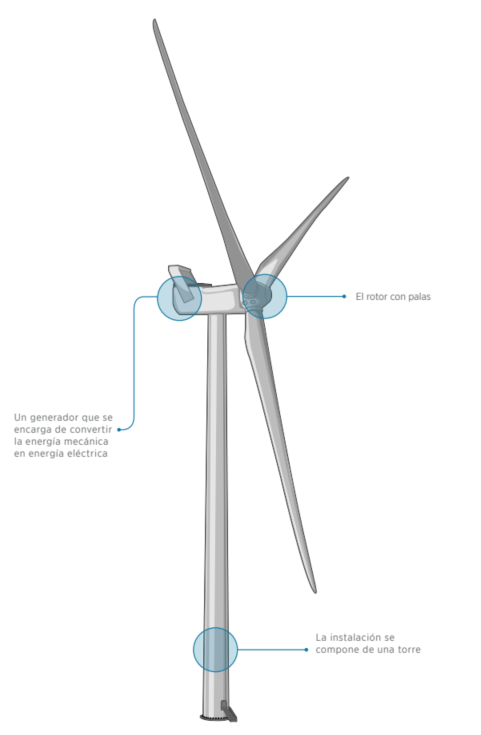 El rotor con palas
Un generador que se
encarga de convertir
la energía mecánica
en energía eléctrica
La instalación se
compone de una torre